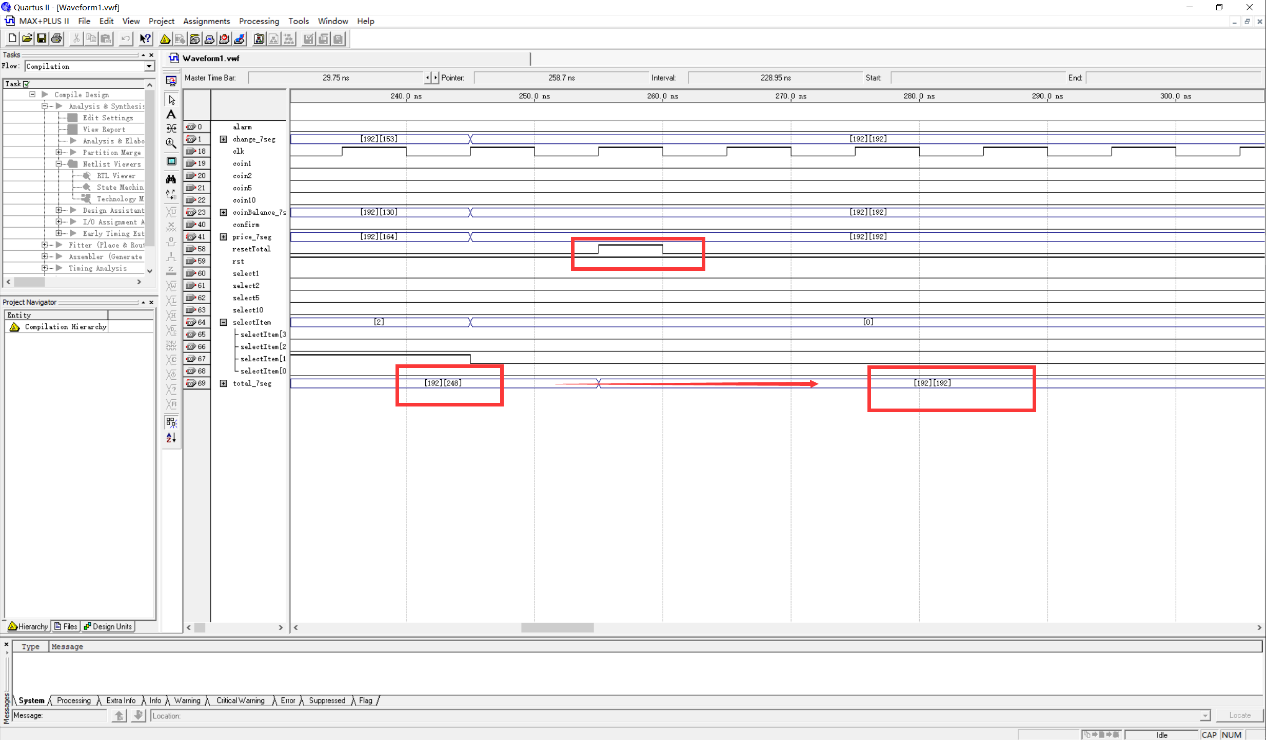 Quartus II - [Waveform1.vwf]
MAX+PLUS II File Edit View Project Assignments Processing Tools Window Help
Tasks
Flow: Compilation
Task
Compile Design
Analysis & Synthesis
Edit Settings
View Report
Analysis & Elabo
Partition Merge
Netlist Viewers
RTL Viewer
State Machin
Technology M
Design Assistant
I/O Assignment A
Early Timing Est
Fitter (Place & Rout
Assembler (Generate
Timing Analysis
Project Navigator
Entity
Compilation Hierarchy
Hierarchy Files Design Units
Waveform1.vwf
Master Time Bar: 29.75 ns Pointer: 258.7 ns Interval: 228.95 ns Start: End:
240.0 ns 250.0 ns 260.0 ns 270.0 ns 280.0 ns 290.0 ns 300.0 ns
0 alarm
1 change_7seg [192][153] [192][192]
18 clk
19 coin1
20 coin2
21 coin5
22 coin10
23 coinBalance_7s [192][130] [192][192]
40 confirm
41 price_7seg [192][164] [192][192]
58 resetTotal
59 rst
60 select1
61 select2
62 select5
63 select10
64 selectItem [2] [0]
65 selectItem[3
66 selectItem[2
67 selectItem[1
68 selectItem[0
69 total_7seg [192][248] [192][192]
Type Message
System Processing Extra Info Info Warning Critical Warning Error Suppressed Flag
Messages
Message: Location: Locate
Idle CAP NUM